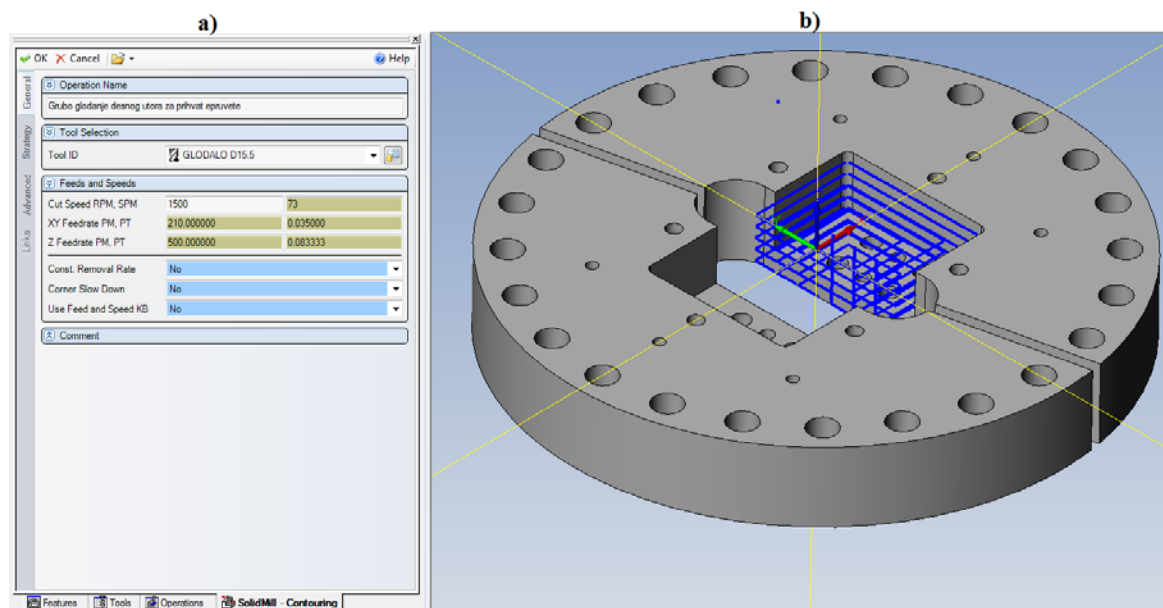 a)
b)
OK Cancel Help
General
Strategy
Advanced
Links
Operation Name
Grubo glodanje desnog utora za prihvat epruvete
Tool Selection
Tool ID GLODALO D15.5
Feeds and Speeds
Cut Speed RPM, SPM 1500 73
XY Feedrate PM, PT 210.000000 0.035000
Z Feedrate PM, PT 500.000000 0.083333
Const. Removal Rate No
Corner Slow Down No
Use Feed and Speed KB No
Comment
Features Tools Operations SolidMill - Contouring